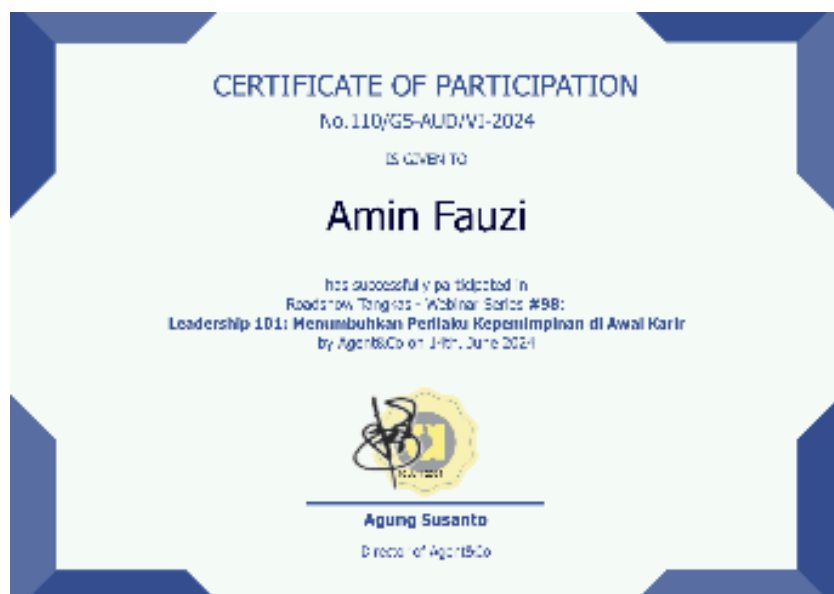 CERTIFICATE OF PARTICIPATION
No.110/GS-AUD/VI-2024
IS GIVEN TO
Amin Fauzi
has successfully participated in
Roadshow Tangkas - Webinar Series #98:
Leadership 101: Menumbuhkan Perilaku Kepemimpinan di Awal Karir
by Agent&Co on 14th, June 2024
Agung Susanto
Director of Agent&Co